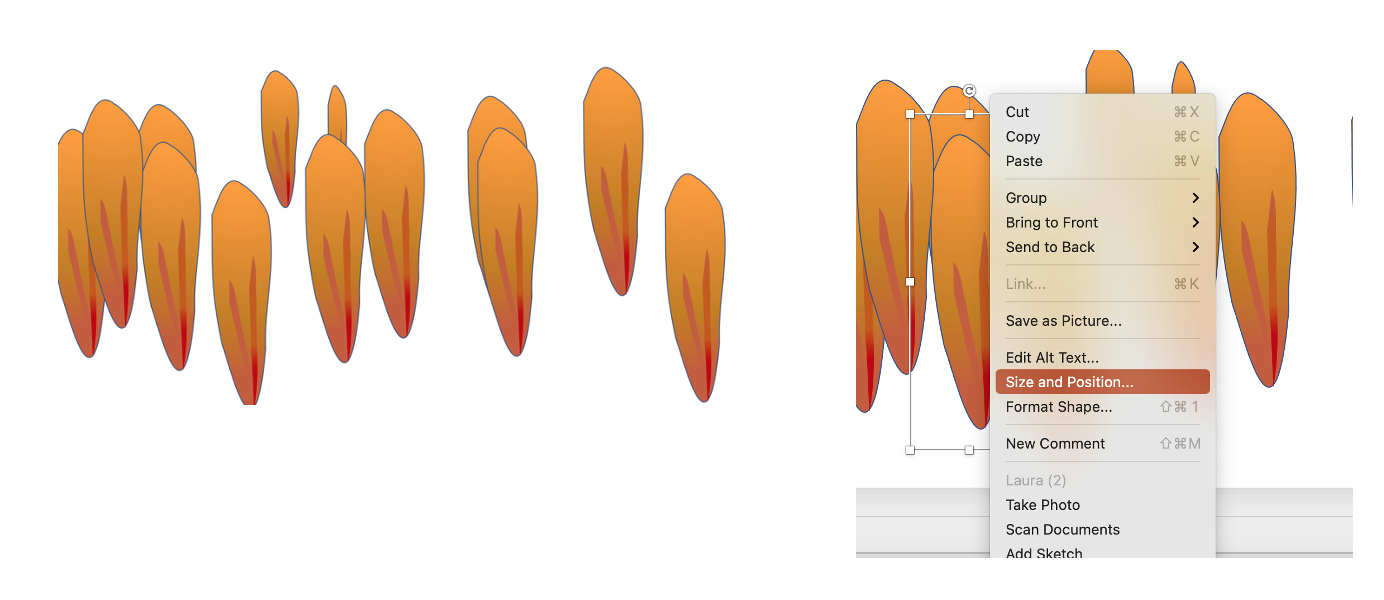 Cut ⌘X
Copy ⌘C
Paste ⌘V
Group
Bring to Front
Send to Back
Link... ⌘K
Save as Picture...
Edit Alt Text...
Size and Position...
Format Shape... ⇧⌘1
New Comment ⇧⌘M
Laura (2)
Take Photo
Scan Documents
Add Sketch